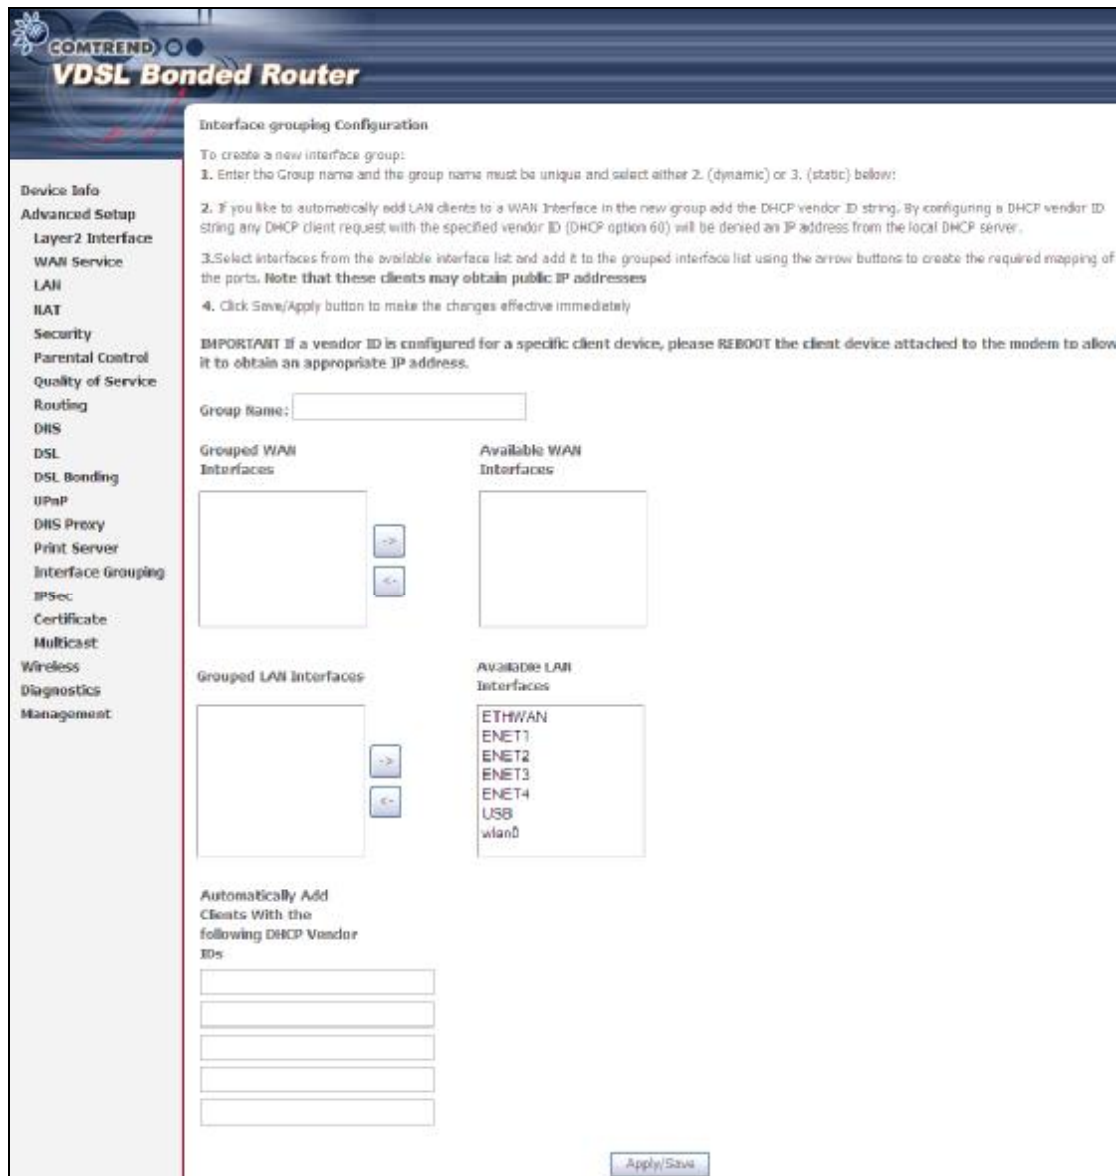 COMTREND
VDSL Bonded Router
Device Info
Advanced Setup
Layer2 Interface
WAN Service
LAN
NAT
Security
Parental Control
Quality of Service
Routing
DNS
DSL
DSL Bonding
UPnP
DNS Proxy
Print Server
Interface Grouping
IPSec
Certificate
Multicast
Wireless
Diagnostics
Management
Interface grouping Configuration
To create a new interface group:
1. Enter the Group name and the group name must be unique and select either 2. (dynamic) or 3. (static) below:
2. If you like to automatically add LAN clients to a WAN Interface in the new group add the DHCP vendor ID string. By configuring a DHCP vendor ID
string any DHCP client request with the specified vendor ID (DHCP option 60) will be denied an IP address from the local DHCP server.
3.Select interfaces from the available interface list and add it to the grouped interface list using the arrow buttons to create the required mapping of
the ports. Note that these clients may obtain public IP addresses
4. Click Save/Apply button to make the changes effective immediately
IMPORTANT If a vendor ID is configured for a specific client device, please REBOOT the client device attached to the modem to allow
it to obtain an appropriate IP address.
Group Name:
Grouped WAN
Interfaces
Available WAN
Interfaces
->
<-
Grouped LAN Interfaces
Available LAN
Interfaces
->
<-
ETHWAN
ENET1
ENET2
ENET3
ENET4
USB
wlan0
Automatically Add
Clients With the
following DHCP Vendor
IDs
Apply/Save